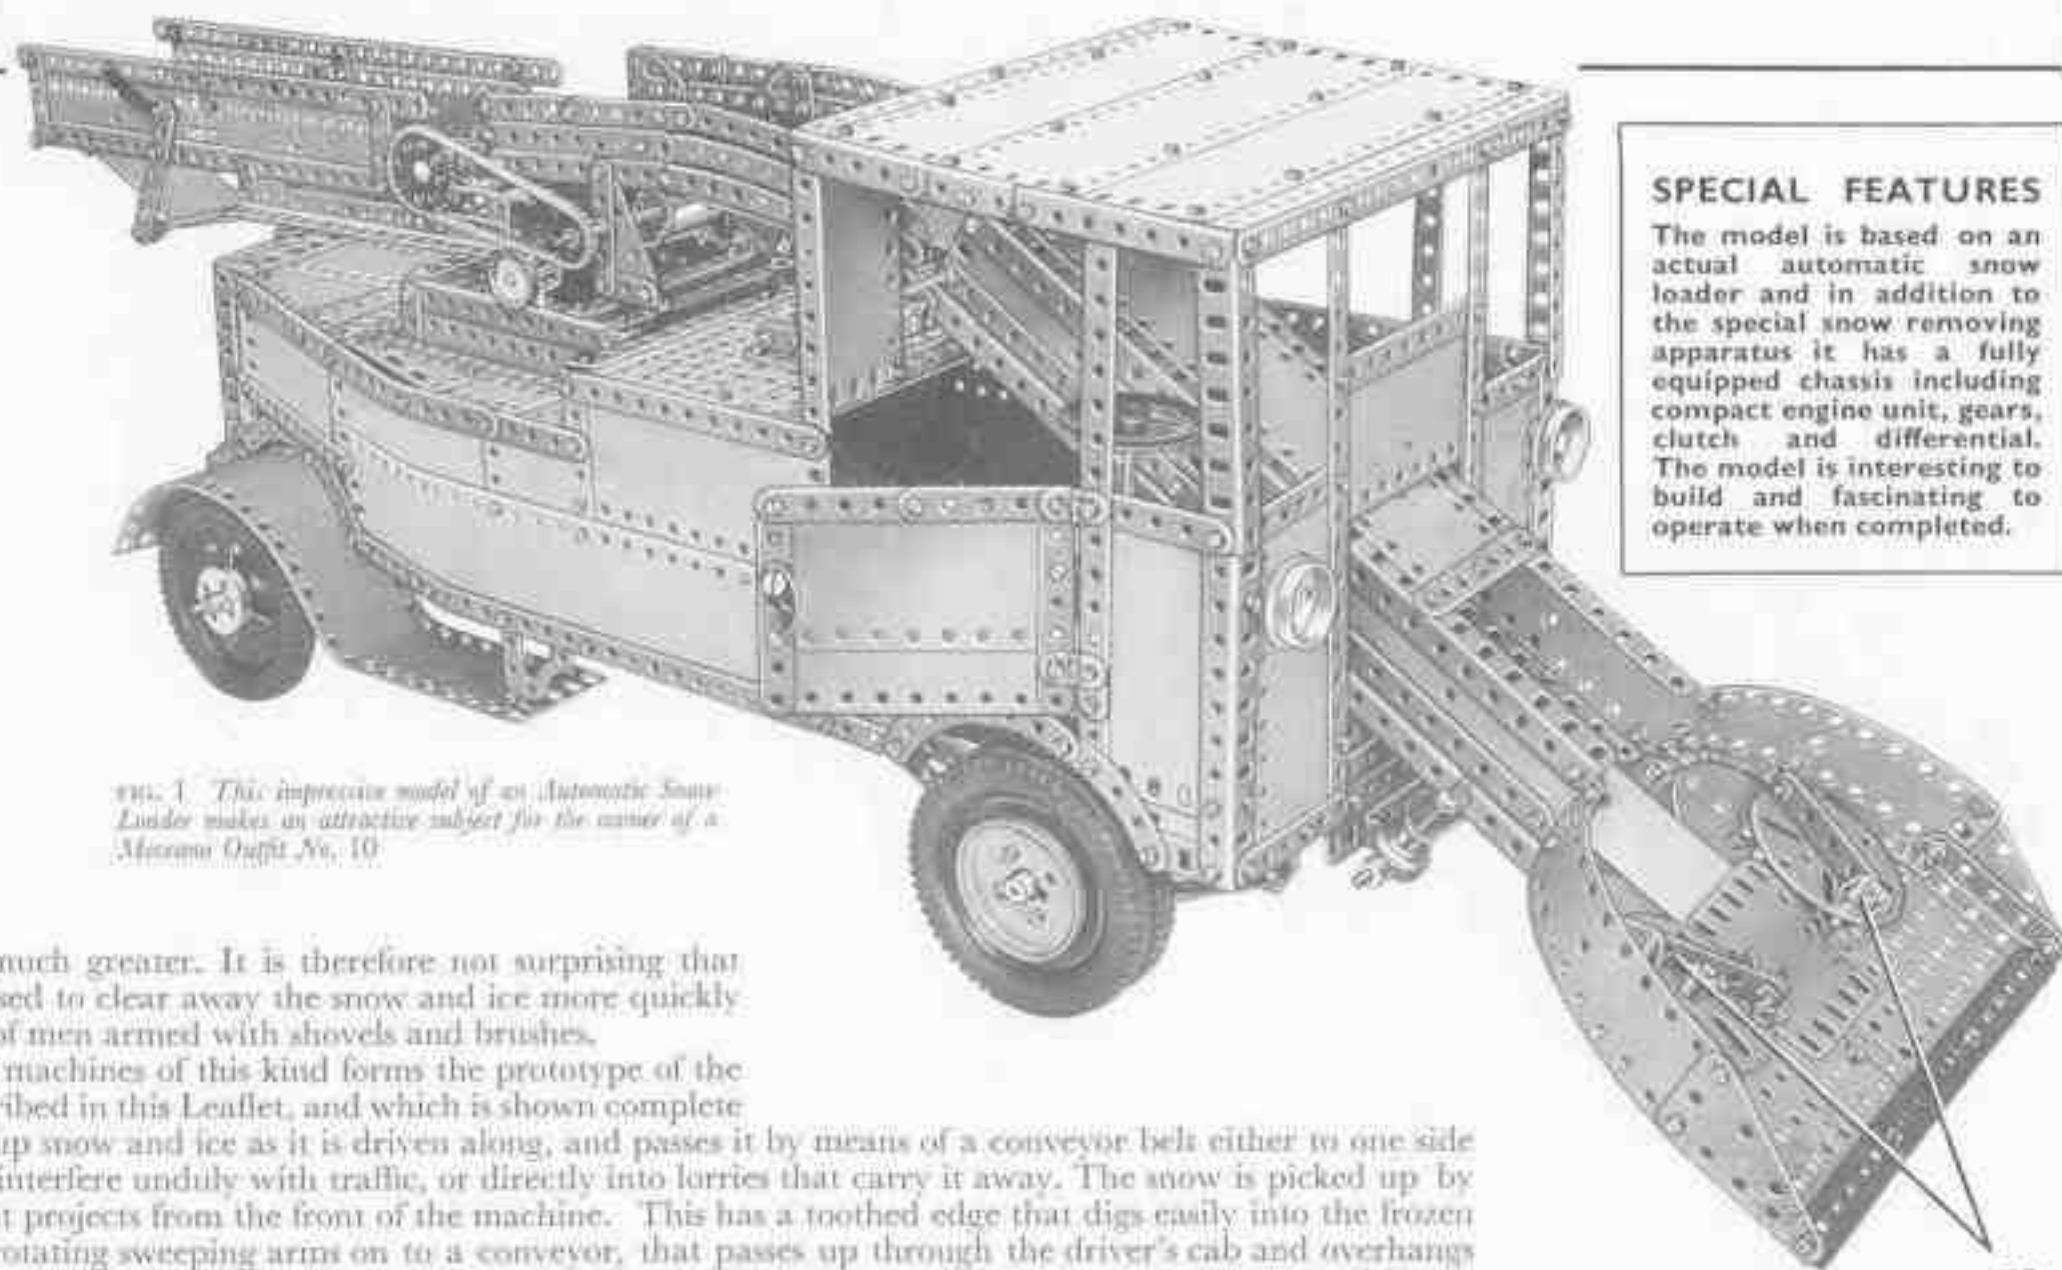 SPECIAL FEATURES
The model is based on an
actual automatic snow
loader and in addition to
the special snow removing
apparatus it has a fully
equipped chassis including
compact engine unit, gears,
clutch and differential.
The model is interesting to
build and fascinating to
operate when completed.
FIG. 1 This impressive model of an Automatic Snow
Loader makes an attractive subject for the owner of a
Meccano Outfit No. 10
much greater. It is therefore not surprising that
sed to clear away the snow and ice more quickly
of men armed with shovels and brushes.
machines of this kind forms the prototype of the
ribed in this Leaflet, and which is shown complete
up snow and ice as it is driven along, and passes it by means of a conveyor belt either to one side
interfere unduly with traffic, or directly into lorries that carry it away. The snow is picked up by
t projects from the front of the machine. This has a toothed edge that digs easily into the frozen
rotating sweeping arms on to a conveyor, that passes up through the driver's cab and overhangs